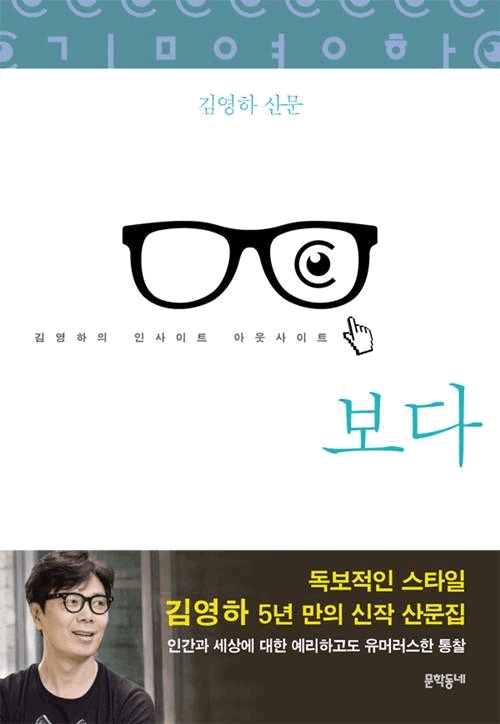 ㄱㅣㅁㅇㅕㅇㅎㅏ
김영하 산문
김영하의 인사이트 아웃사이트
보다
독보적인 스타일
김영하 5년 만의 신작 산문집
인간과 세상에 대한 예리하고도 유머러스한 통찰
문학동네